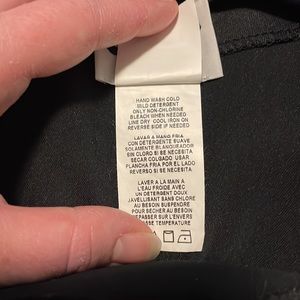 HAND WASH COLD
MILD DETERGENT
ONLY NON-CHLORINE
BLEACH WHEN NEEDED
LINE DRY COOL IRON ON
REVERSE SIDE IF NEEDED
LAVAR A MANO FRIA
CON DETERGENTE SUAVE
SOLAMENTE BLANQUEADOR
SIN CLORO SI SE NECESITA
SECAR COLGADO USAR
PLANCHA FRIA POR EL LADO
REVERSO SI SE NECESITA
LAVER A LA MAIN A
L'EAU FROIDE AVEC
UN DETERGENT DOUX
JAVELLISANT SANS CHLORE
AU BESOIN SUSPENDRE
POUR SÉCHER AU BESOIN
REPASSER SUR L'ENVERS
TEMPERATURE